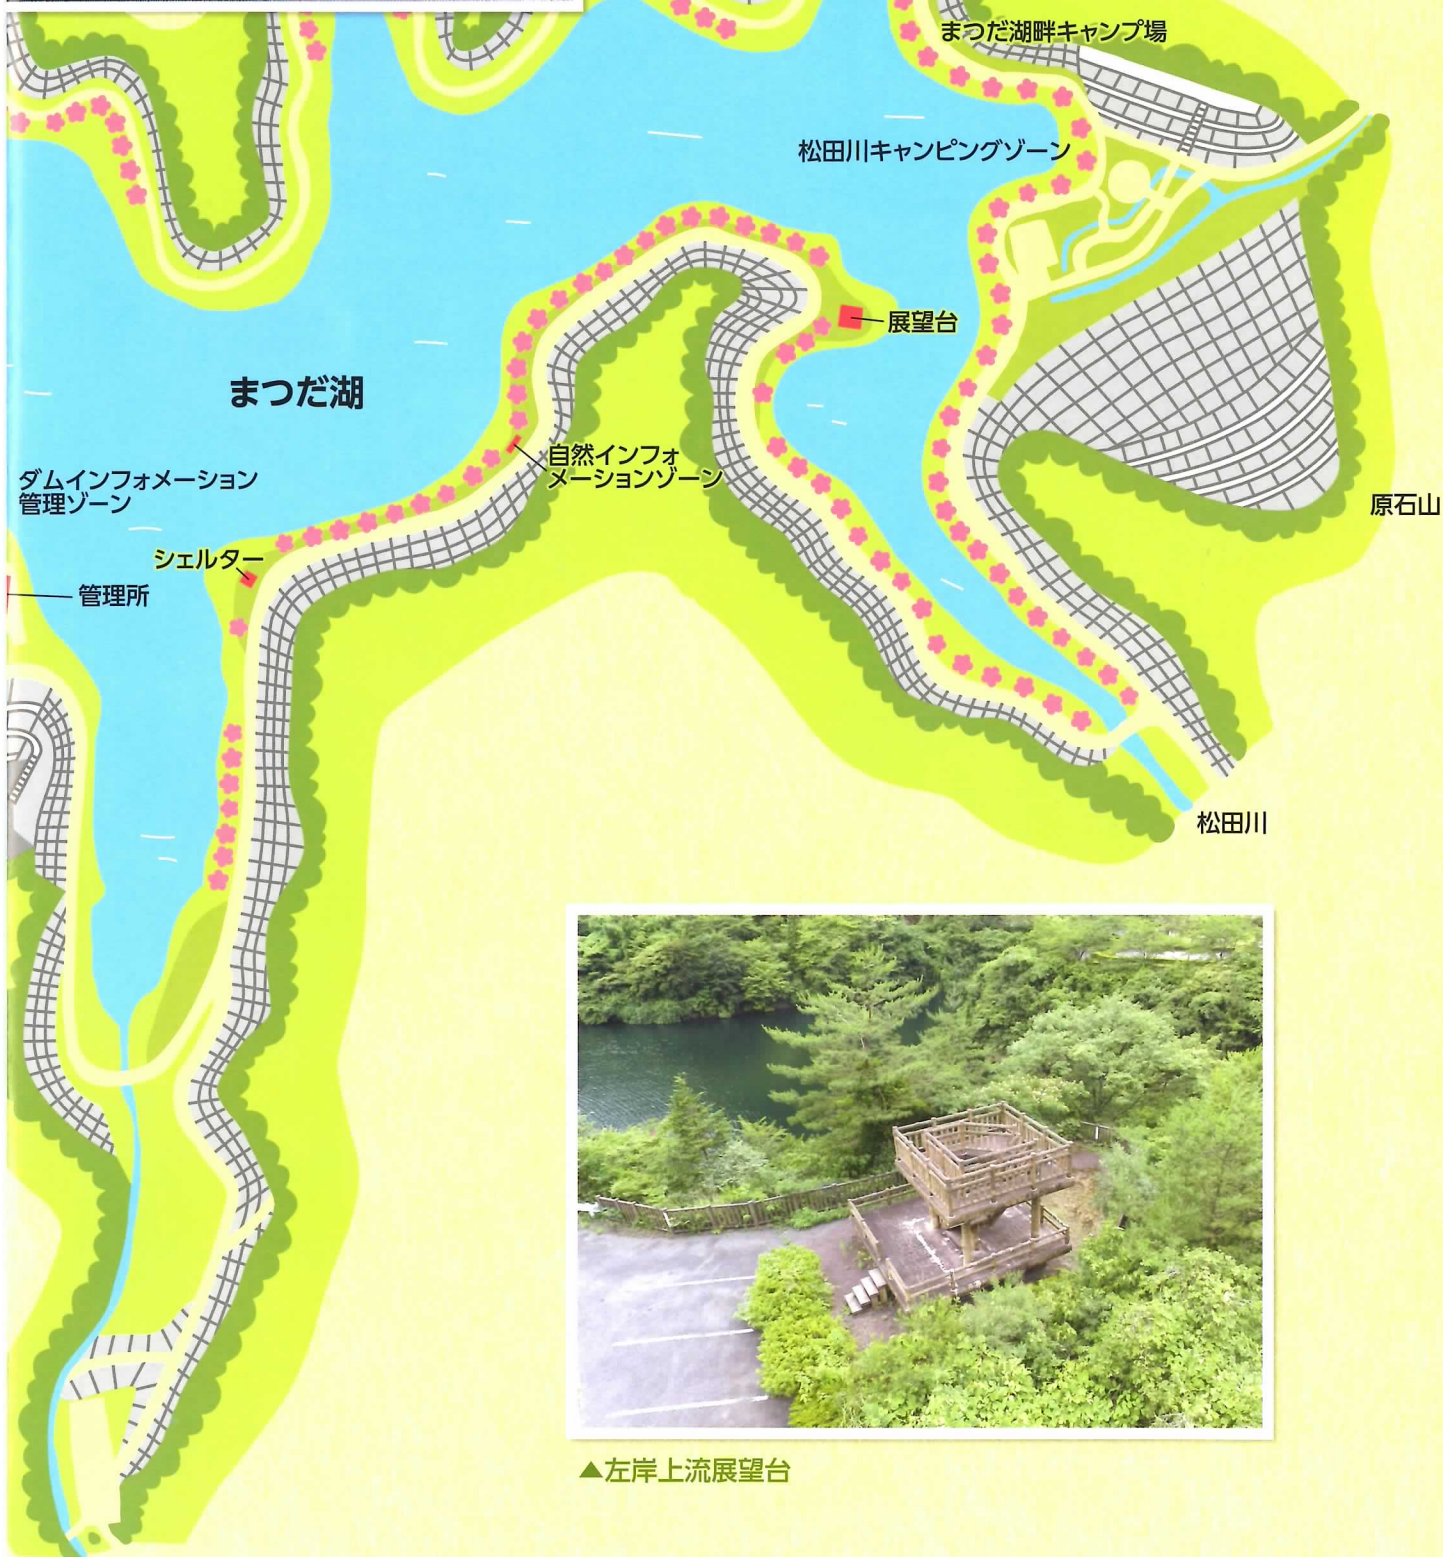 まつだ湖畔キャンプ場
松田川キャンピングゾーン
展望台
まつだ湖
自然インフォ
メーションゾーン
ダムインフォメーション
管理ゾーン
原石山
シェルター
管理所
松田川
▲左岸上流展望台